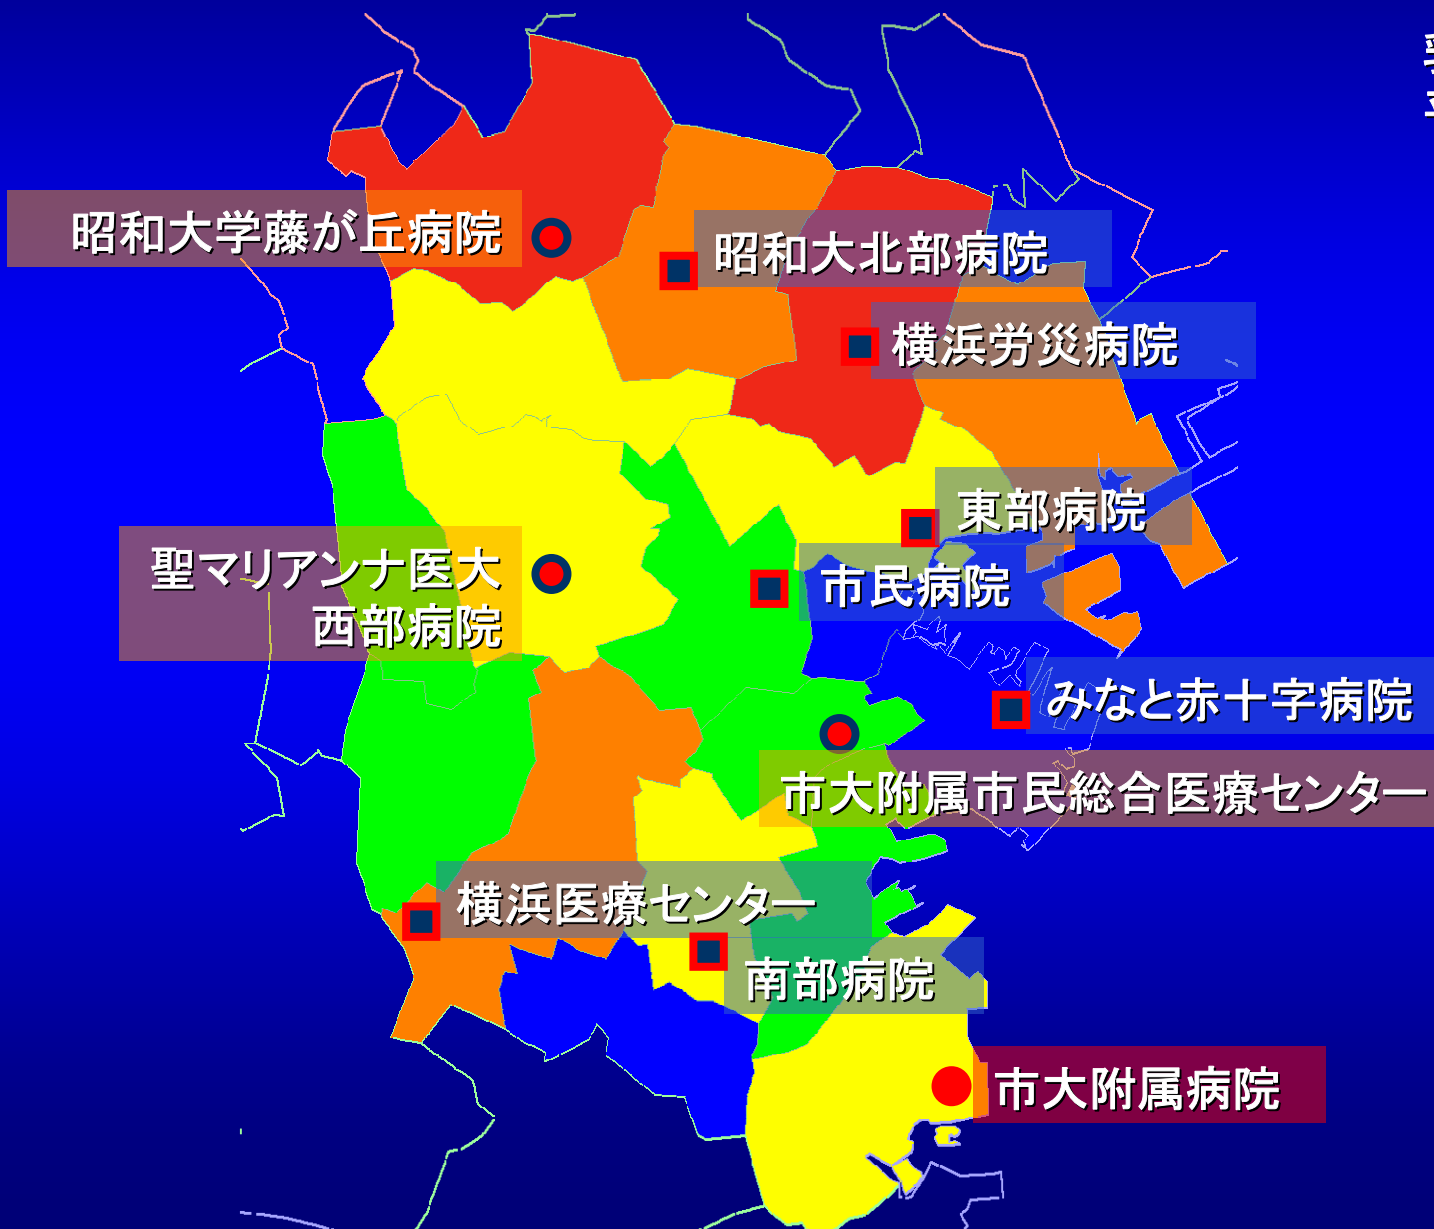 昭和大学藤が丘病院
昭和大北部病院
横浜労災病院
東部病院
聖マリアンナ医大
西部病院
市民病院
みなと赤十字病院
市大附属市民総合医療センター
横浜医療センター
南部病院
市大附属病院